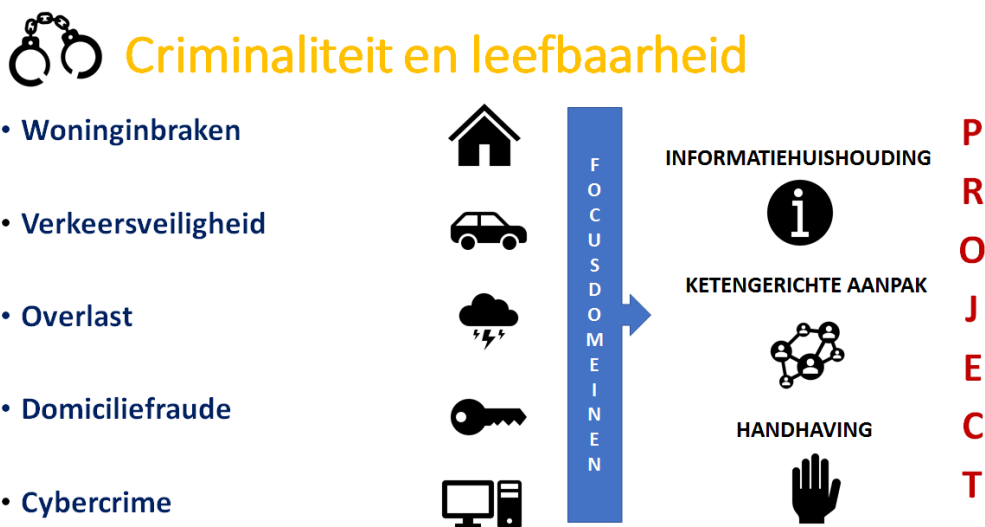 Criminaliteit en leefbaarheid
• Woninginbraken
• Verkeersveiligheid
• Overlast
• Domiciliefraude
• Cybercrime
FOCUSDOMEINEN
INFORMATIEHUISHOUDING
i
KETENGERICHTE AANPAK
HANDHAVING
PROJECT